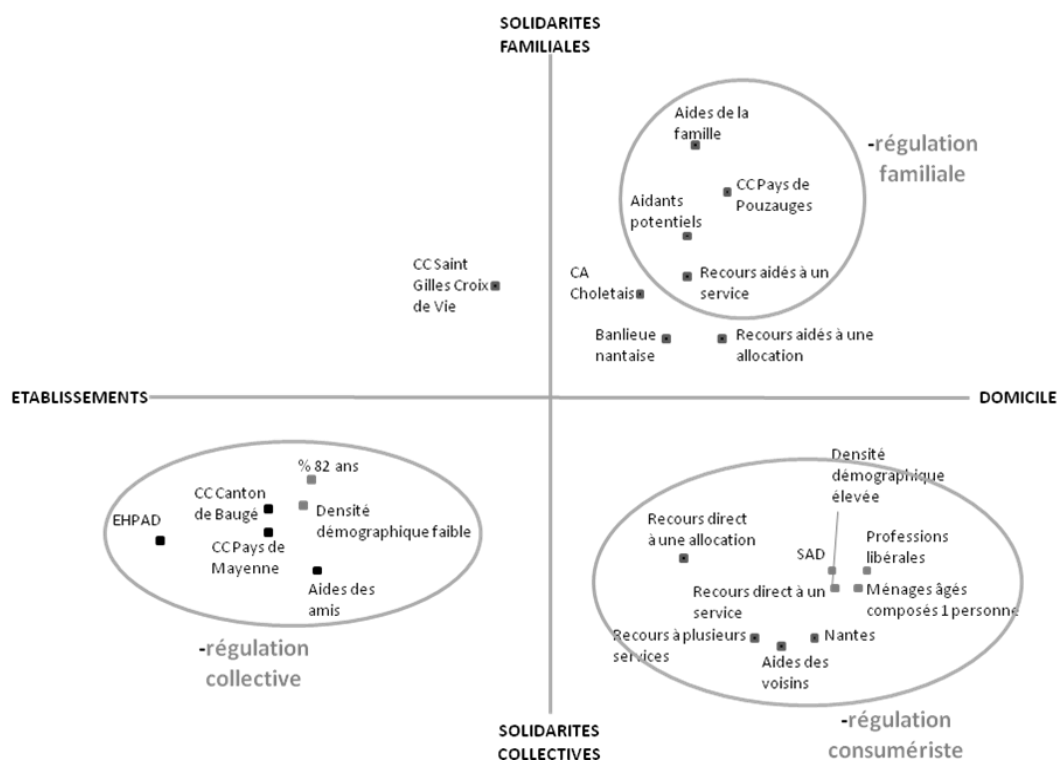 SOLIDARITES
FAMILIALES
Aides de la
famille
-régulation
familiale
CC Pays de
Pouzauges
Aidants
potentiels
CC Saint
Gilles Croix
de Vie
CA
Choletais
Recours aidés à un
service
Banlieue
nantaise
Recours aidés à une
allocation
ETABLISSEMENTS
DOMICILE
% 82 ans
CC Canton
de Baugé
EHPAD
Densité
démographique faible
CC Pays de
Mayenne
Aides des
amis
-régulation
collective
Densité
démographique
élevée
Recours direct
à une allocation
SAD
Professions
libérales
Recours direct à un
service
Ménages âgés
composés 1 personne
Recours à plusieurs
services
Nantes
Aides des
voisins
-régulation
consumériste
SOLIDARITES
COLLECTIVES